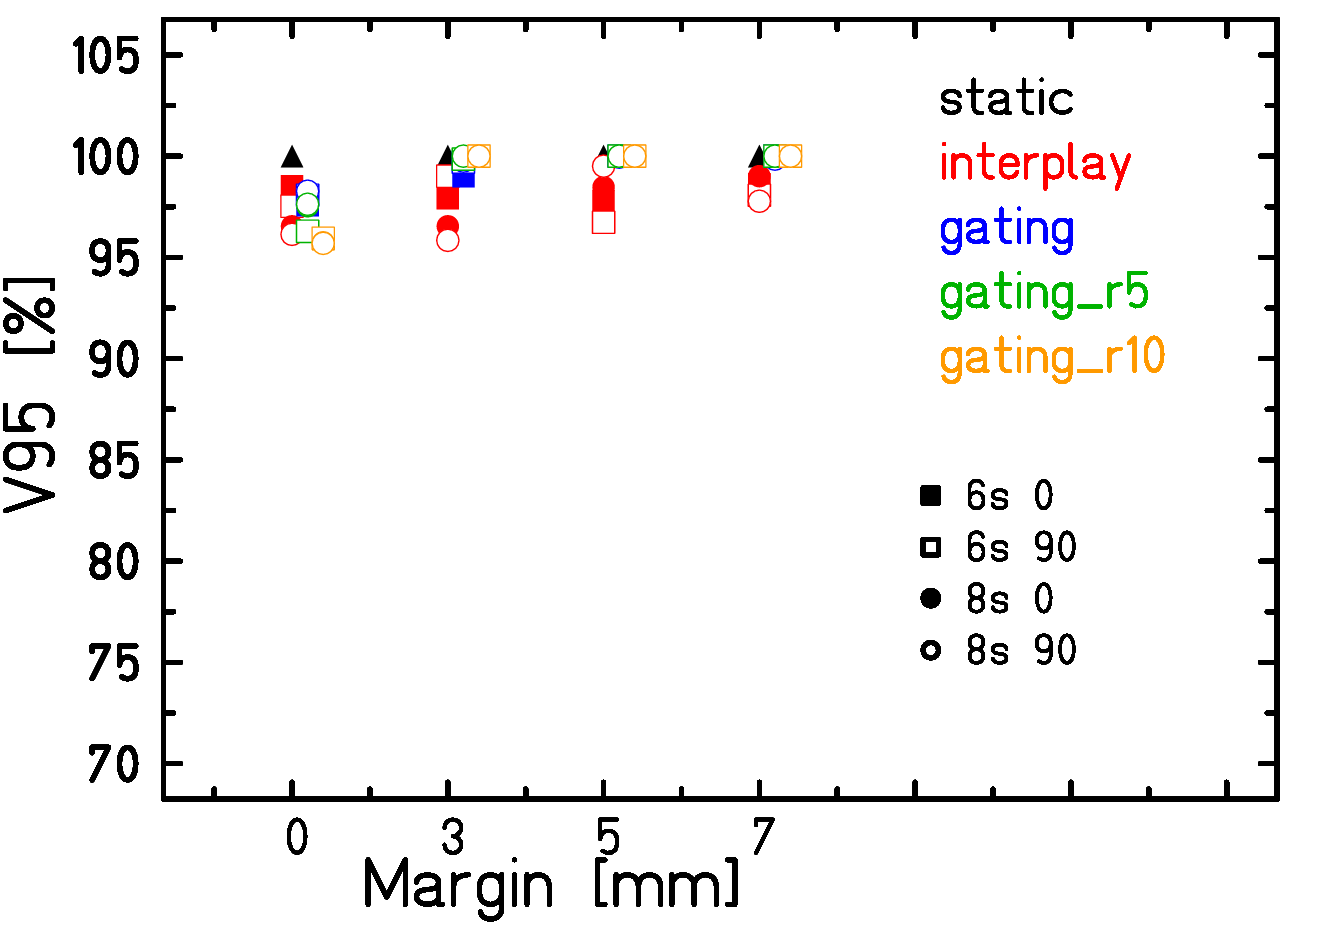 105
100
95
90
85
80
75
70
V95 [%]
static
interplay
gating
gating_r5
gating_r10
6s 0
6s 90
8s 0
8s 90
0 3 5 7
Margin [mm]